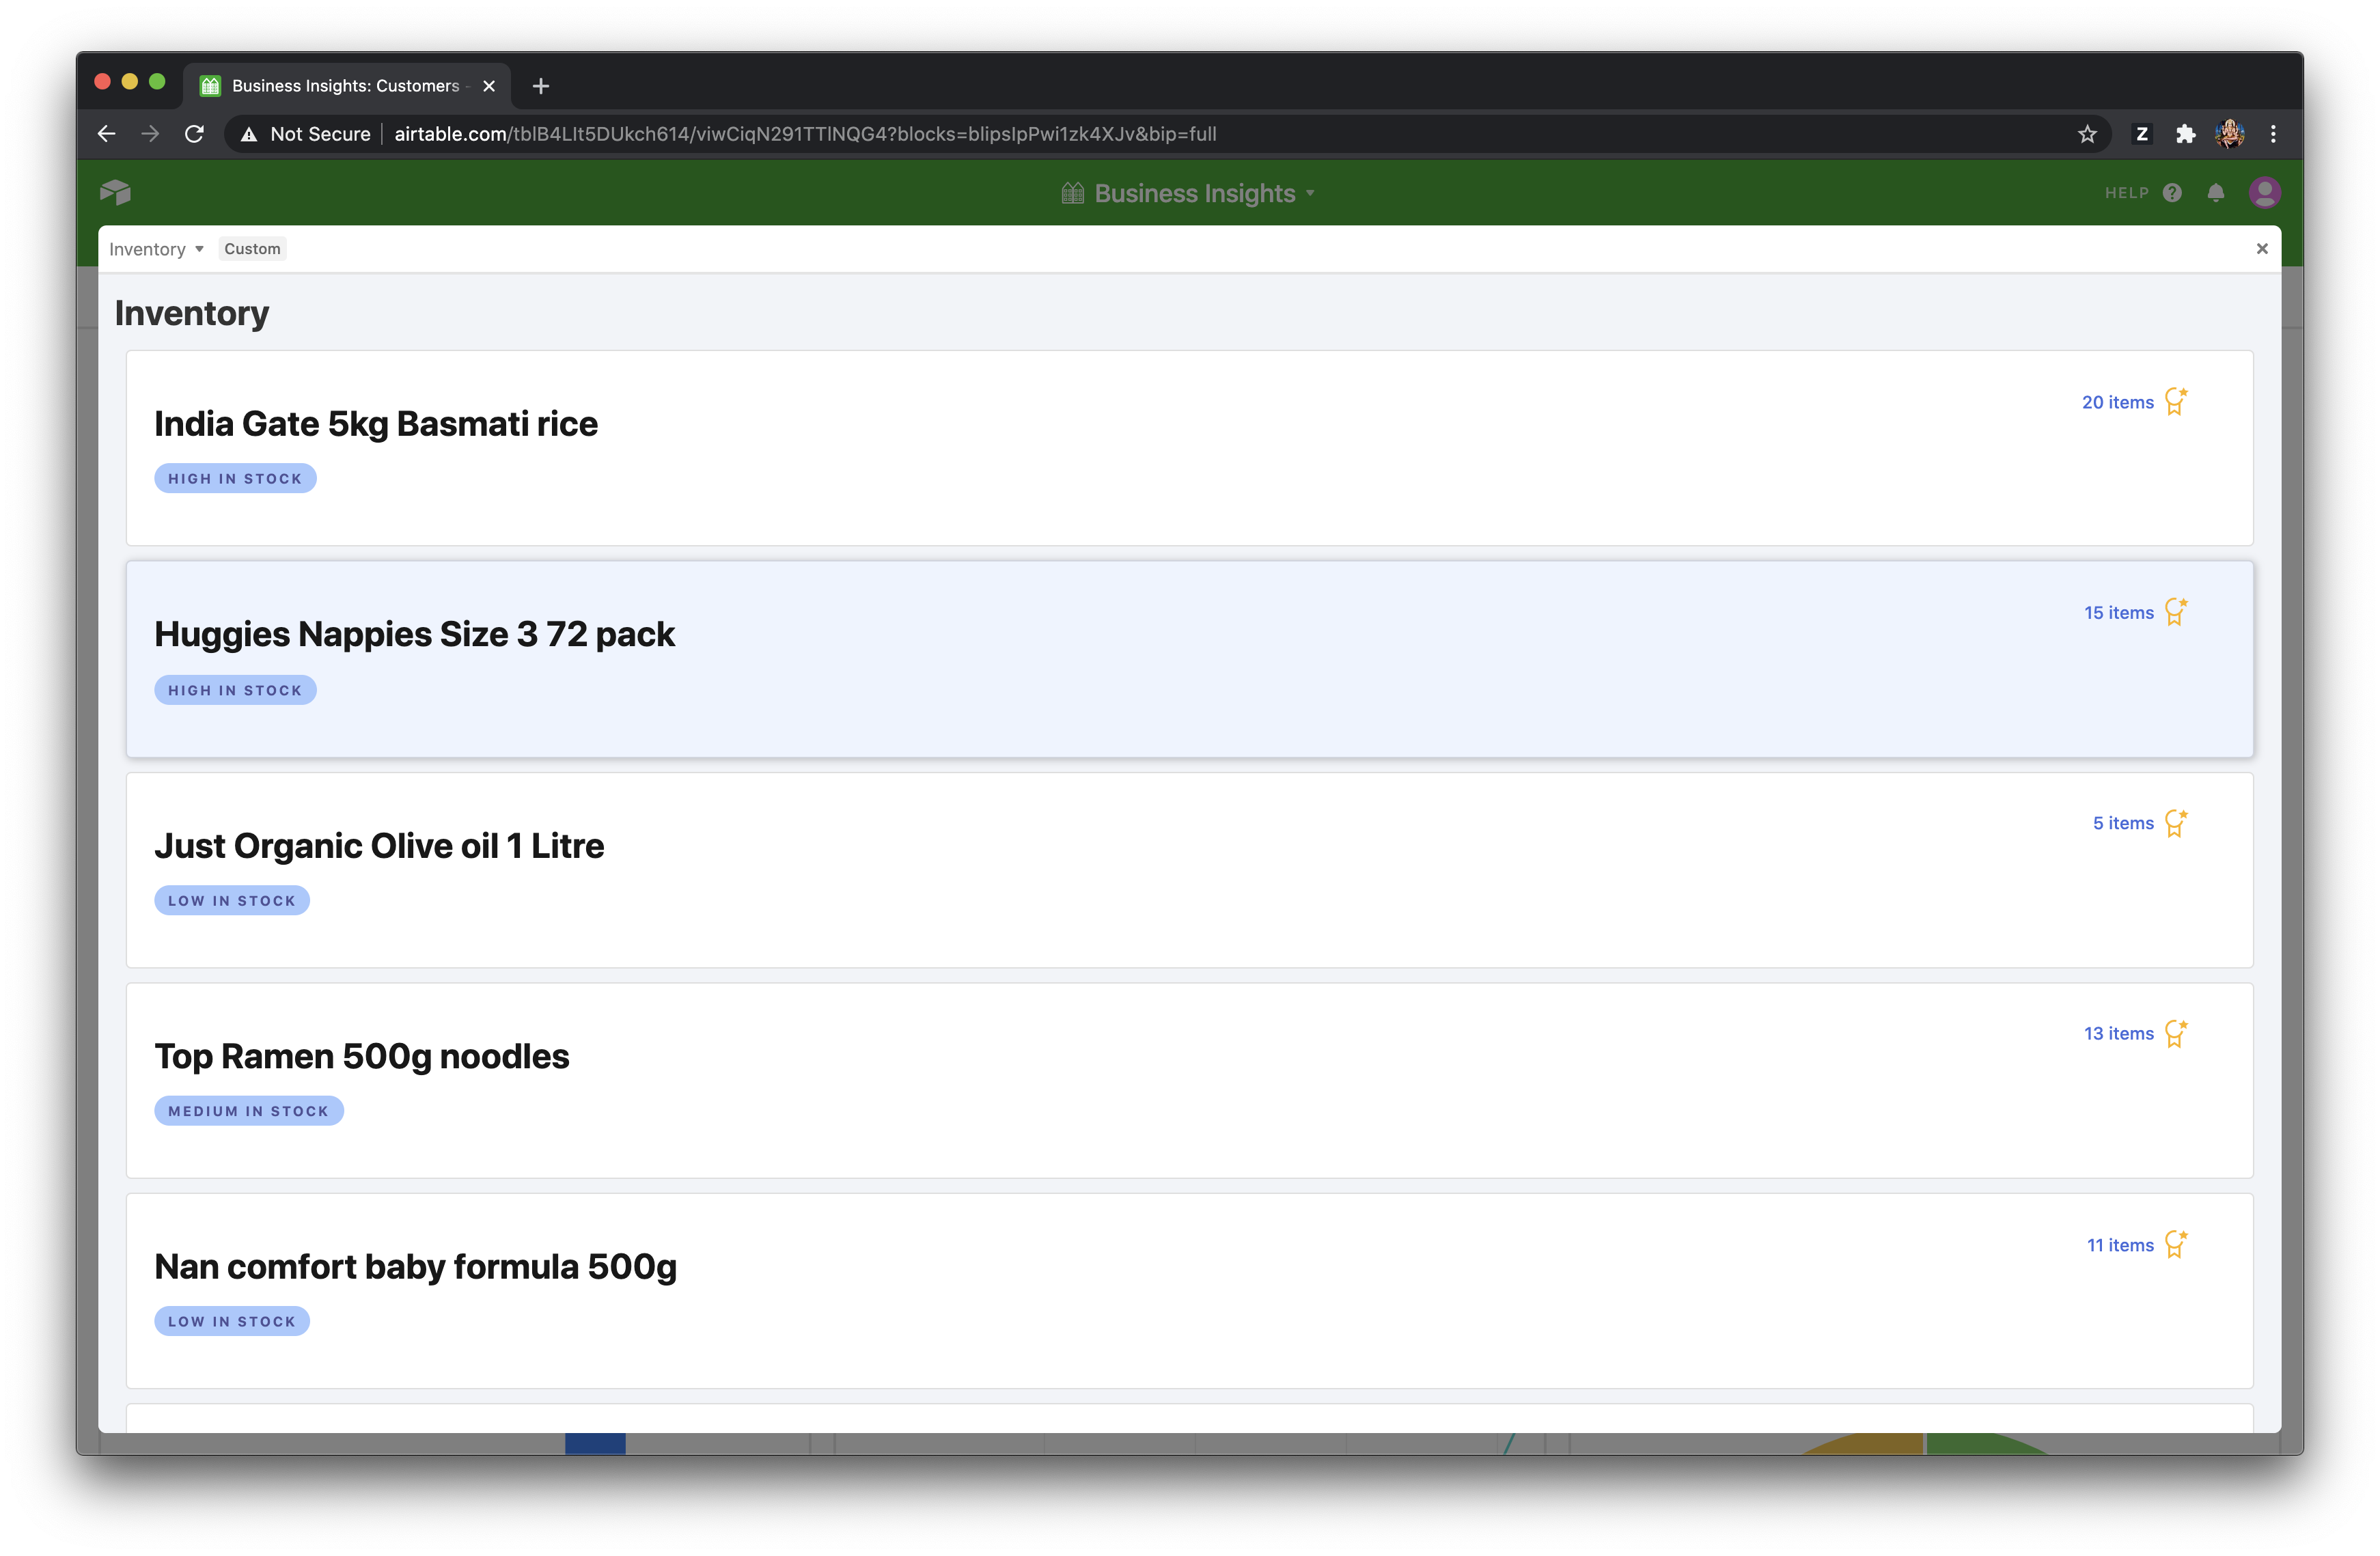 Business Insights: Customers -
Not Secure
airtable.com/tblB4LIt5DUkch614/viwCiqN291TTlNQG4?blocks=blipsIpPwi1zk4XJv&bip=full
Z
Business Insights
HELP
Inventory
Custom
Inventory
India Gate 5kg Basmati rice
20 items
HIGH IN STOCK
Huggies Nappies Size 3 72 pack
15 items
HIGH IN STOCK
Just Organic Olive oil 1 Litre
5 items
LOW IN STOCK
Top Ramen 500g noodles
13 items
MEDIUM IN STOCK
Nan comfort baby formula 500g
11 items
LOW IN STOCK